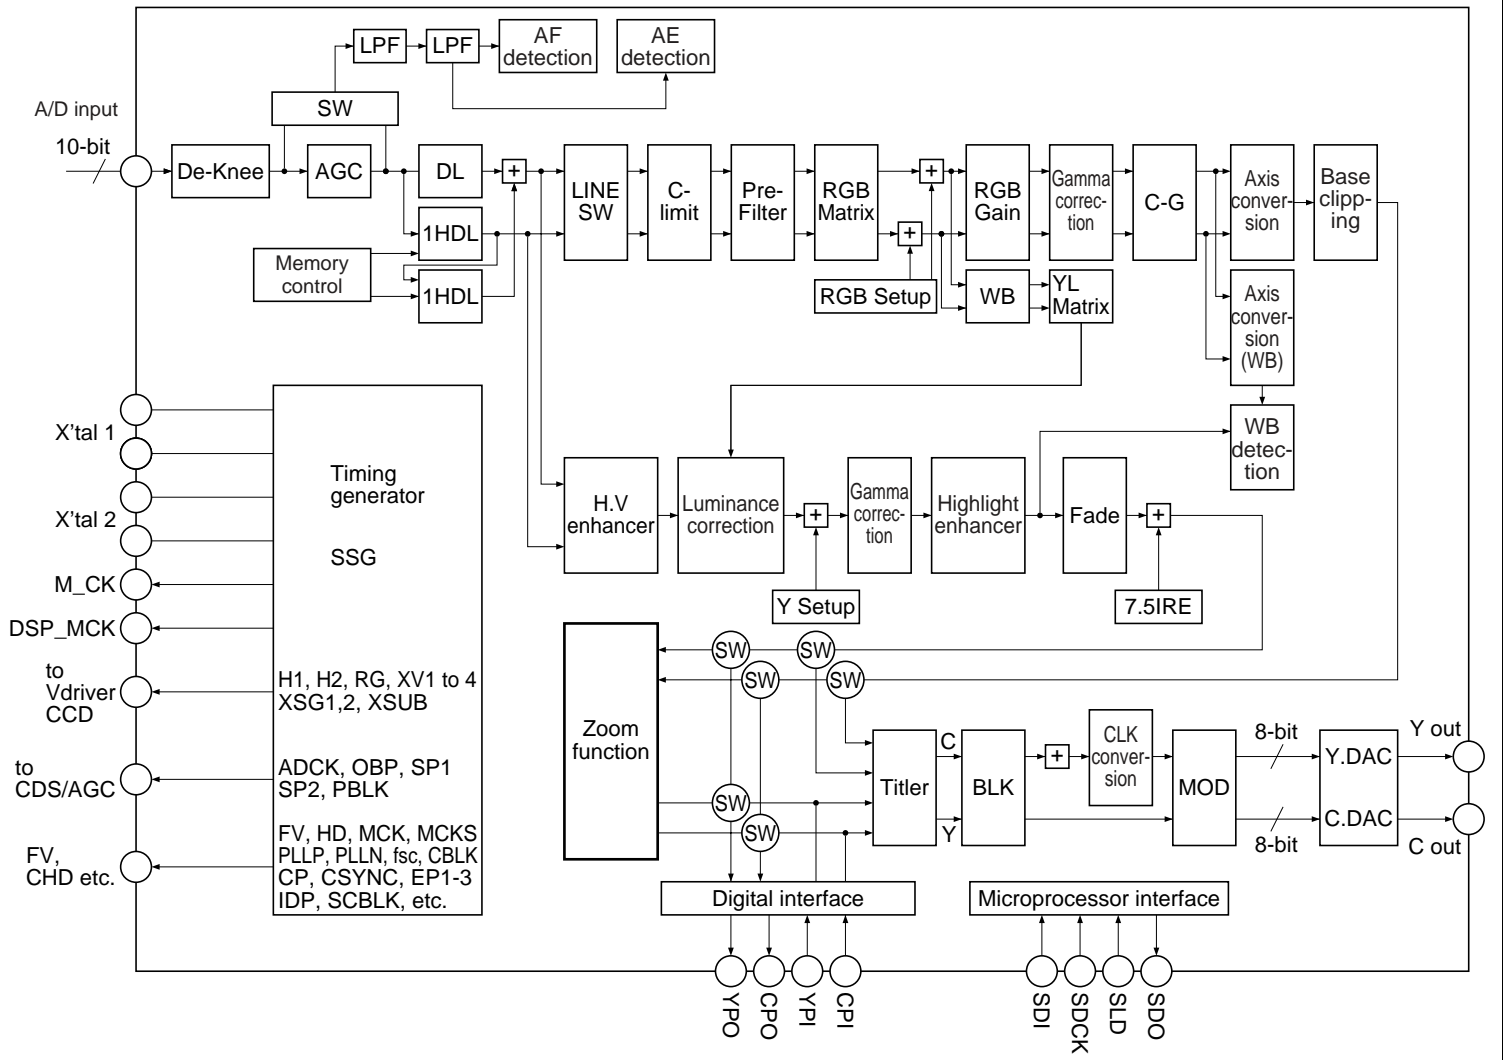 LPF
LPF
AF
detection
AE
detection
SW
A/D input
10-bit
De-Knee
AGC
DL
+
LINE
SW
C-
limit
Pre-
Filter
RGB
Matrix
+
+
RGB
Gain
Gamma
correc-
tion
C-G
Axis
conver-
sion
Base
clipp-
ing
1HDL
Memory
control
1HDL
RGB Setup
WB
YL
Matrix
Axis
conver-
sion
(WB)
WB
detec-
tion
X'tal 1
X'tal 2
M_CK
DSP_MCK
to
Vdriver
CCD
to
CDS/AGC
FV,
CHD etc.
Timing
generator
SSG
H1, H2, RG, XV1 to 4
XSG1,2, XSUB
ADCK, OBP, SP1
SP2, PBLK
FV, HD, MCK, MCKS
PLLP, PLLN, fsc, CBLK
CP, CSYNC, EP1-3
IDP, SCBLK, etc.
H.V
enhancer
Luminance
correction
+
Gamma
correc-
tion
Highlight
enhancer
Fade
+
Y Setup
7.5IRE
Zoom
function
SW
SW
SW
SW
SW
SW
Titler
C
Y
BLK
+
CLK
conver-
sion
MOD
8-bit
8-bit
Y.DAC
C.DAC
Y out
C out
Digital interface
Microprocessor interface
YPO
CPO
YPI
CPI
SDI
SDCK
SLD
SDO